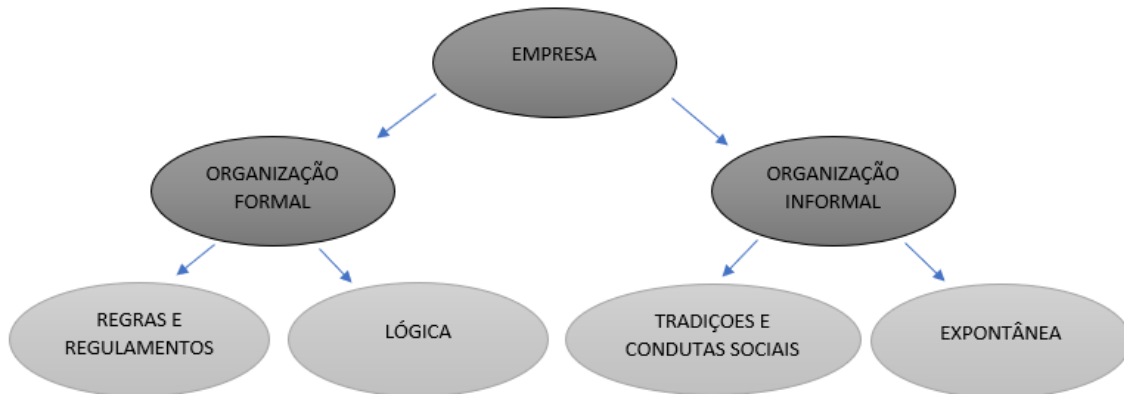 EMPRESA
ORGANIZAÇÃO
FORMAL
ORGANIZAÇÃO
INFORMAL
REGRAS E
REGULAMENTOS
LÓGICA
TRADIÇOES E
CONDUTAS SOCIAIS
EXPONTÂNEA